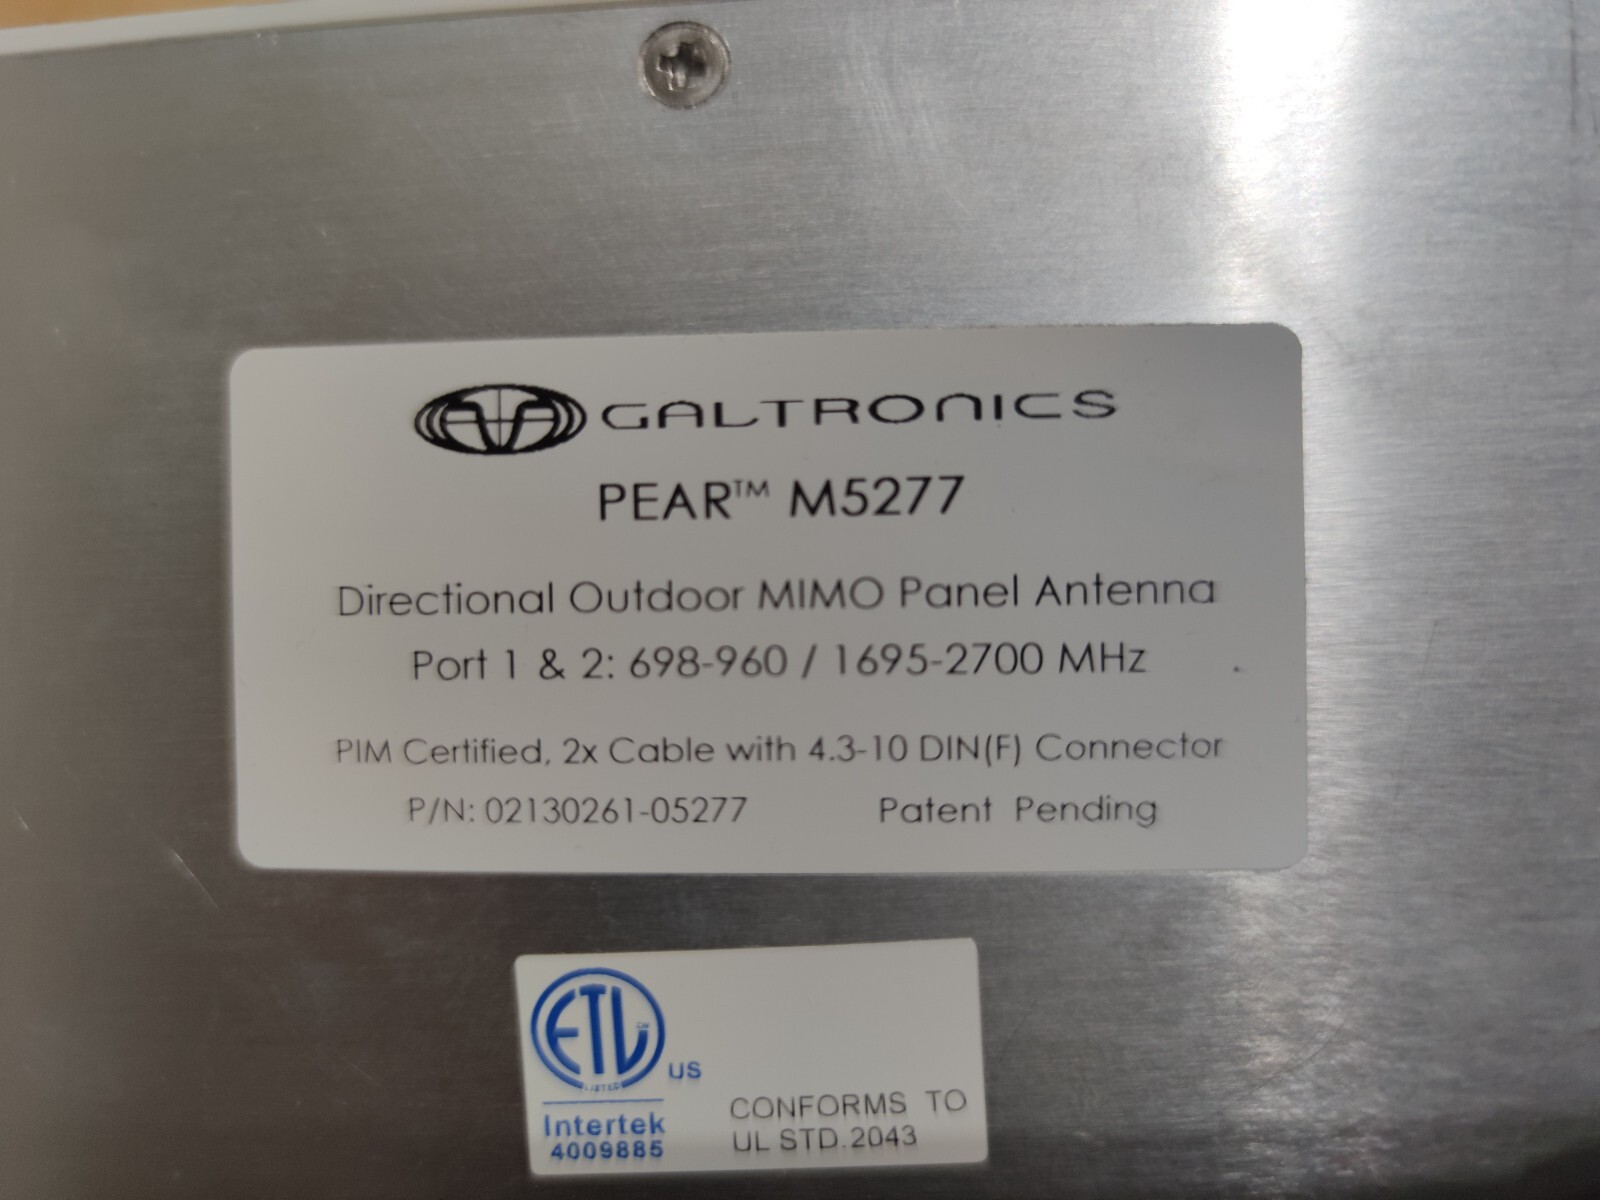 GALTRONICS
PEAR™ M5277
Directional Outdoor MIMO Panel Antenna
Port 1 & 2: 698-960 / 1695-2700 MHz
PIM Certified, 2x Cable with 4.3-10 DIN(F) Connector
P/N: 02130261-05277 Patent Pending
ETL CM
LISTED
US
Intertek
4009885
CONFORMS TO
UL STD.2043